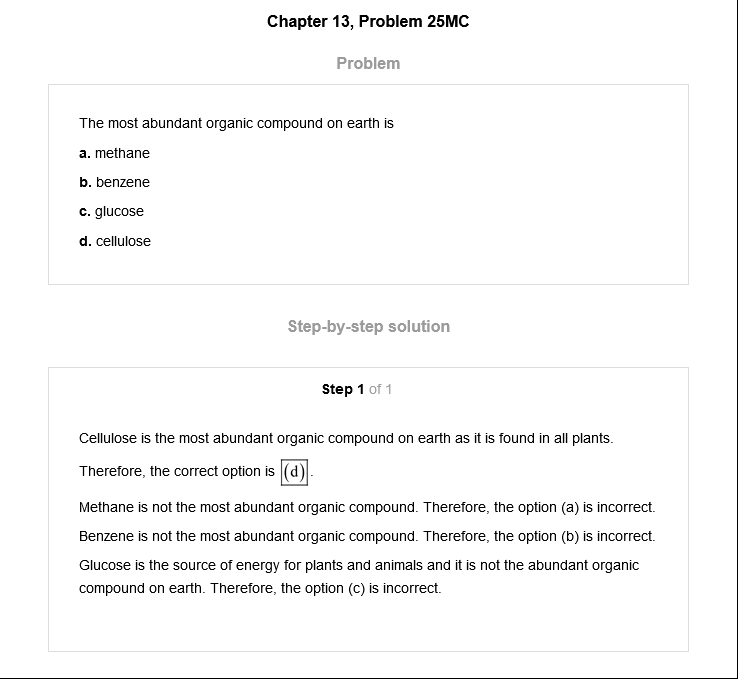 Chapter 13, Problem 25MC
Problem
The most abundant organic compound on earth is
a. methane
b. benzene
c. glucose
d. cellulose
Step-by-step solution
Step 1 of 1
Cellulose is the most abundant organic compound on earth as it is found in all plants.
Therefore, the correct option is (d).
Methane is not the most abundant organic compound. Therefore, the option (a) is incorrect.
Benzene is not the most abundant organic compound. Therefore, the option (b) is incorrect.
Glucose is the source of energy for plants and animals and it is not the abundant organic
compound on earth. Therefore, the option (c) is incorrect.